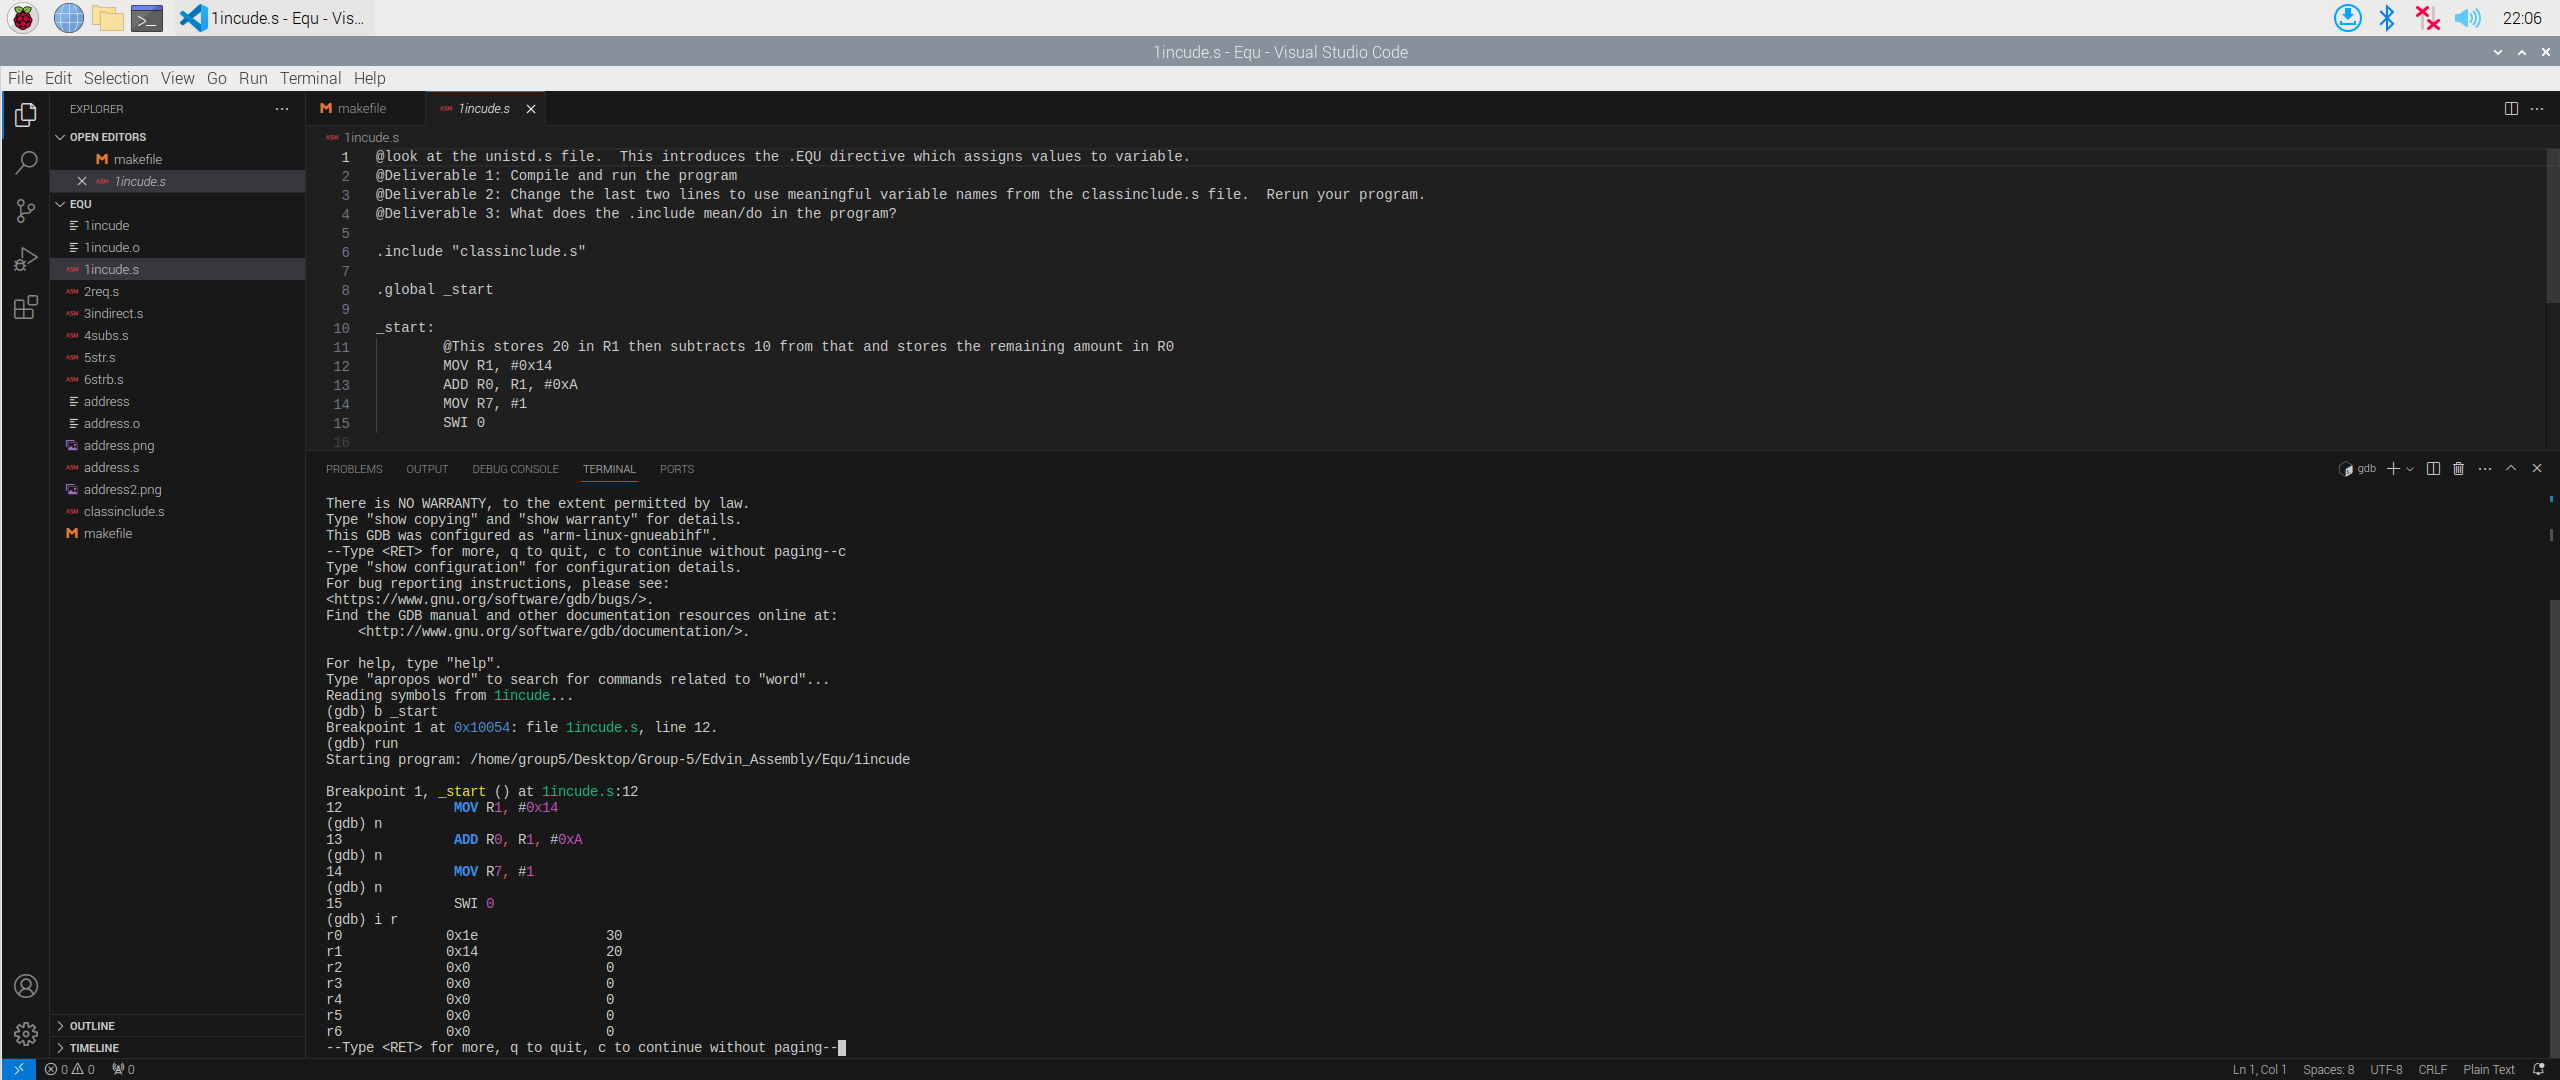 1incude.s - Equ - Vis...
22:06
1incude.s - Equ - Visual Studio Code
File Edit Selection View Go Run Terminal Help
EXPLORER
OPEN EDITORS
makefile
1incude.s
EQU
1incude
1incude.o
1incude.s
2req.s
3indirect.s
4subs.s
5str.s
6strb.s
address
address.o
address.png
address.s
address2.png
classinclude.s
makefile
OUTLINE
TIMELINE
makefile 1incude.s
1incude.s
1 @look at the unistd.s file.  This introduces the .EQU directive which assigns values to variable.
2 @Deliverable 1: Compile and run the program
3 @Deliverable 2: Change the last two lines to use meaningful variable names from the classinclude.s file.  Rerun your program.
4 @Deliverable 3: What does the .include mean/do in the program?
5
6 .include "classinclude.s"
7
8 .global _start
9
10 _start:
11 @This stores 20 in R1 then subtracts 10 from that and stores the remaining amount in R0
12 MOV R1, #0x14
13 ADD R0, R1, #0xA
14 MOV R7, #1
15 SWI 0
16
PROBLEMS OUTPUT DEBUG CONSOLE TERMINAL PORTS
gdb
There is NO WARRANTY, to the extent permitted by law.
Type "show copying" and "show warranty" for details.
This GDB was configured as "arm-linux-gnueabihf".
--Type <RET> for more, q to quit, c to continue without paging--c
Type "show configuration" for configuration details.
For bug reporting instructions, please see:
<https://www.gnu.org/software/gdb/bugs/>.
Find the GDB manual and other documentation resources online at:
<http://www.gnu.org/software/gdb/documentation/>.
For help, type "help".
Type "apropos word" to search for commands related to "word"...
Reading symbols from 1incude...
(gdb) b _start
Breakpoint 1 at 0x10054: file 1incude.s, line 12.
(gdb) run
Starting program: /home/group5/Desktop/Group-5/Edvin_Assembly/Equ/1incude
Breakpoint 1, _start () at 1incude.s:12
12 MOV R1, #0x14
(gdb) n
13 ADD R0, R1, #0xA
(gdb) n
14 MOV R7, #1
(gdb) n
15 SWI 0
(gdb) i r
r0 0x1e 30
r1 0x14 20
r2 0x0 0
r3 0x0 0
r4 0x0 0
r5 0x0 0
r6 0x0 0
--Type <RET> for more, q to quit, c to continue without paging--
0 0 0
Ln 1, Col 1 Spaces: 8 UTF-8 CRLF Plain Text